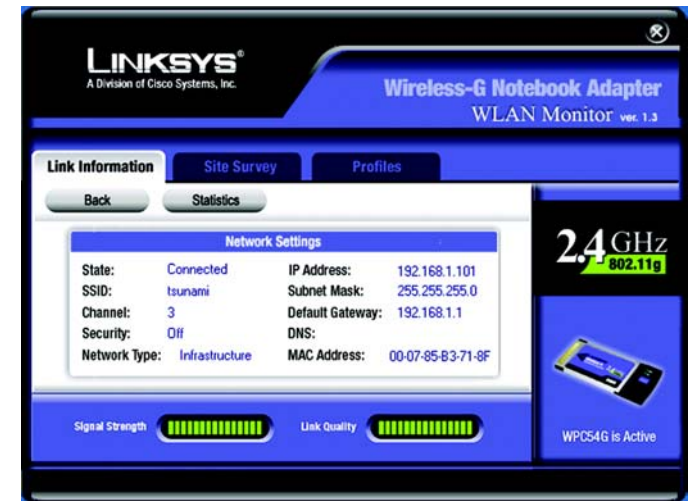 LINKSYS®
A Division of Cisco Systems, Inc.
Wireless-G Notebook Adapter
WLAN Monitor ver. 1.3
Link Information
Site Survey
Profiles
Back
Statistics
Network Settings
State: Connected
SSID: tsunami
Channel: 3
Security: Off
Network Type: Infrastructure
IP Address: 192.168.1.101
Subnet Mask: 255.255.255.0
Default Gateway: 192.168.1.1
DNS:
MAC Address: 00-07-85-B3-71-8F
2.4 GHz
802.11g
Signal Strength
Link Quality
WPC54G is Active